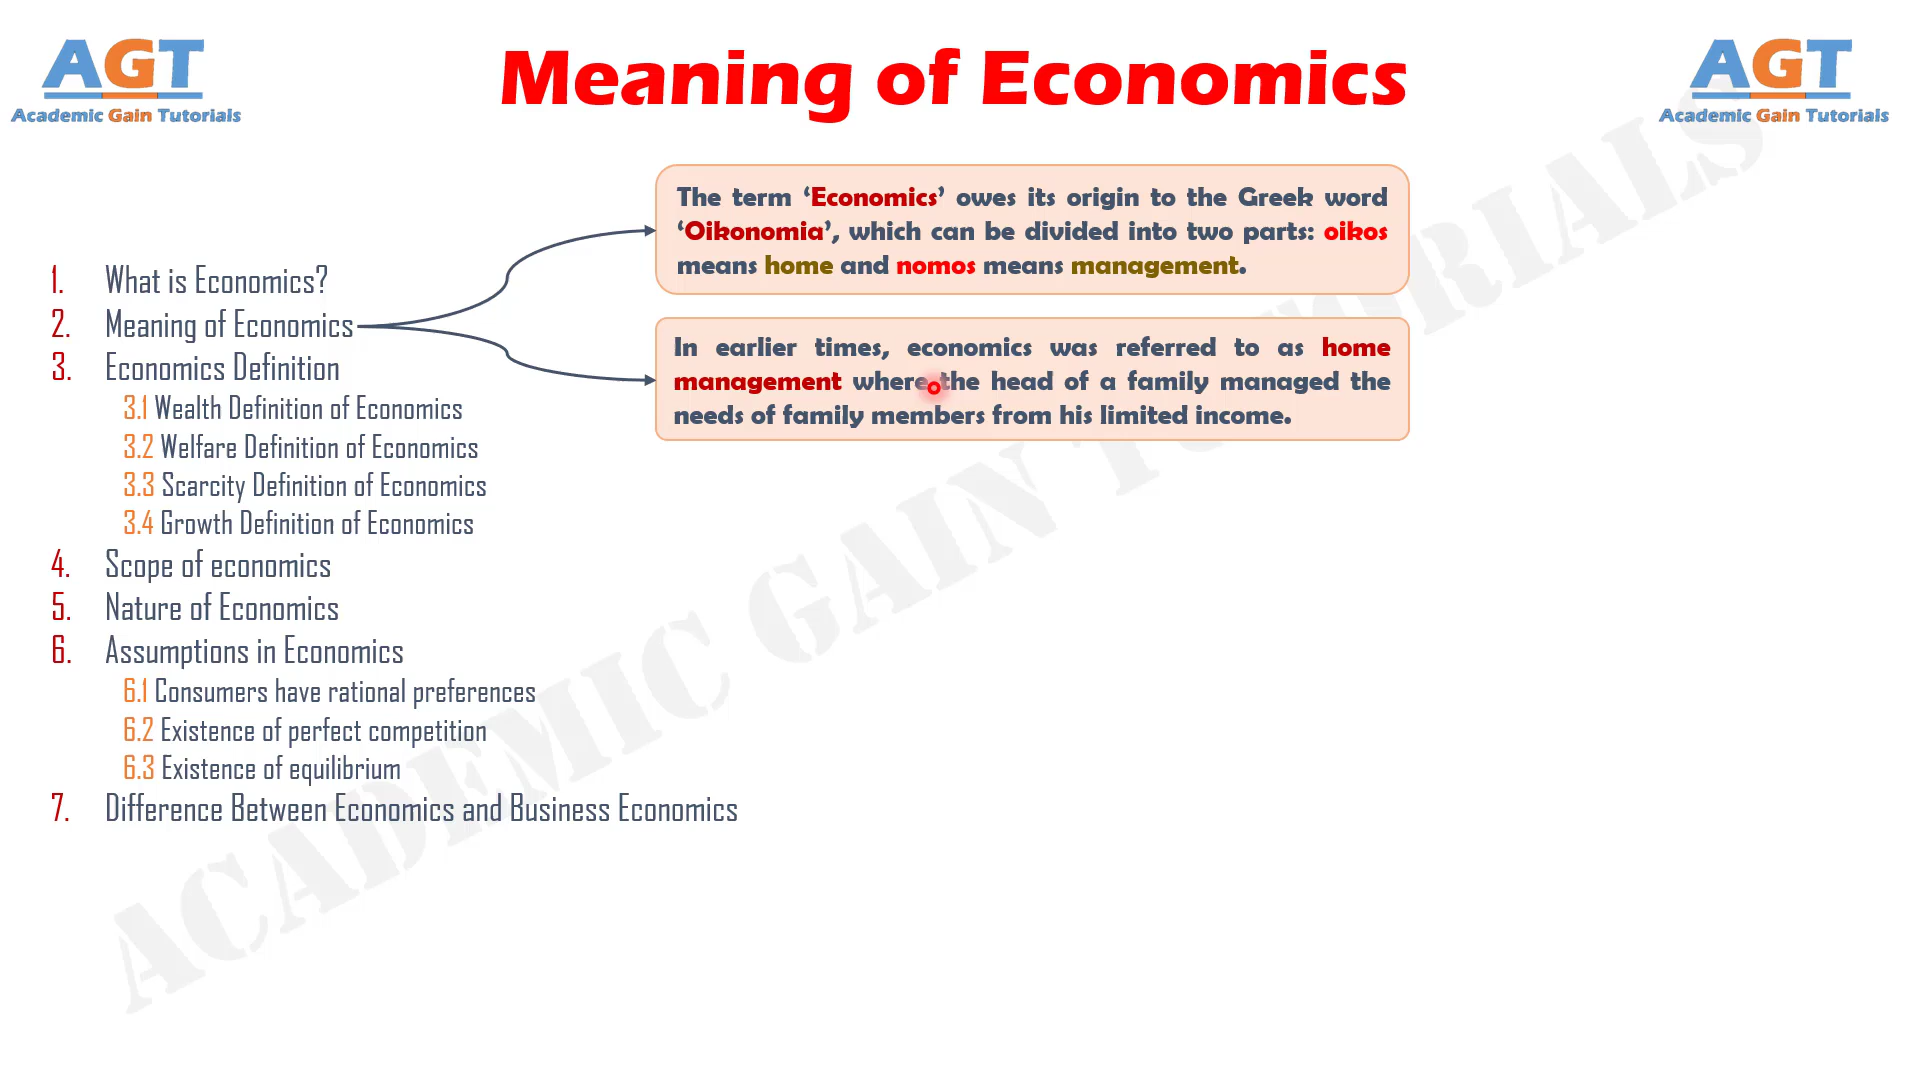 AGT
Academic Gain Tutorials
Meaning of Economics
AGT
Academic Gain Tutorials
The term ‘Economics’ owes its origin to the Greek word
‘Oikonomia’, which can be divided into two parts: oikos
means home and nomos means management.
In earlier times, economics was referred to as home
management where the head of a family managed the
needs of family members from his limited income.
1. What is Economics?
2. Meaning of Economics
3. Economics Definition
3.1 Wealth Definition of Economics
3.2 Welfare Definition of Economics
3.3 Scarcity Definition of Economics
3.4 Growth Definition of Economics
4. Scope of economics
5. Nature of Economics
6. Assumptions in Economics
6.1 Consumers have rational preferences
6.2 Existence of perfect competition
6.3 Existence of equilibrium
7. Difference Between Economics and Business Economics
ACADEMIC GAIN TUTORIALS